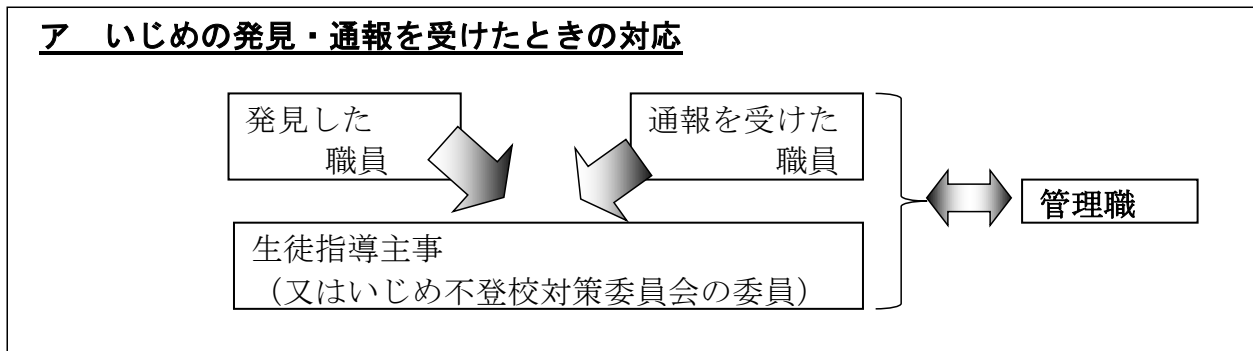 ア　いじめの発見・通報を受けたときの対応
発見した
職員
通報を受けた
職員
管理職
生徒指導主事
（又はいじめ不登校対策委員会の委員）